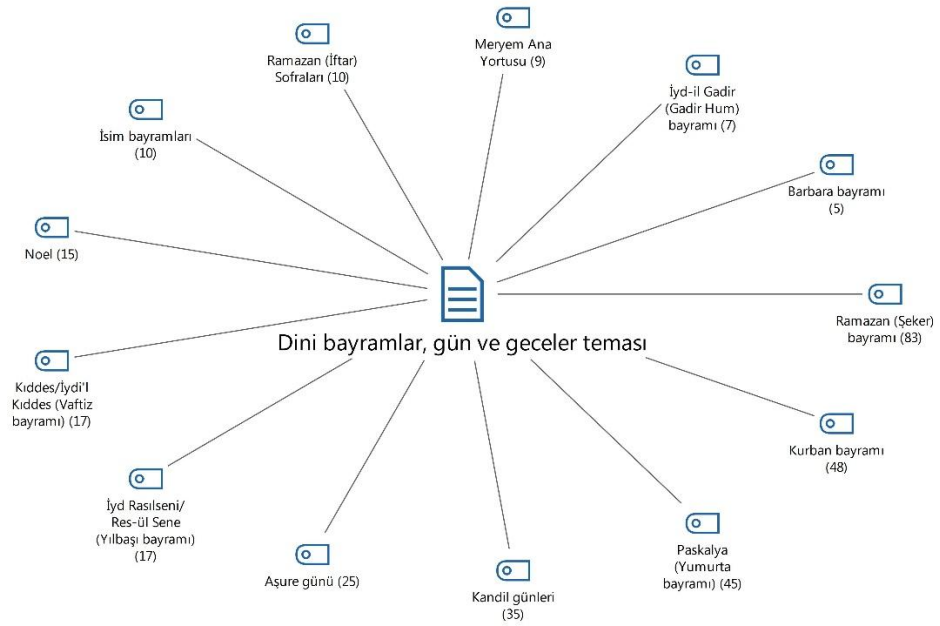 Meryem Ana
Yortusu (9)
Ramazan (İftar)
Sofraları (10)
İyd-il Gadir
(Gadir Hum)
bayramı (7)
İsim bayramları
(10)
Barbara bayramı
(5)
Noel (15)
Ramazan (Şeker)
bayramı (83)
Dini bayramlar, gün ve geceler teması
Kıddes/İydi'l
Kıddes (Vaftiz
bayramı) (17)
Kurban bayramı
(48)
İyd Rasılseni/
Res-ül Sene
(Yılbaşı bayramı)
(17)
Paskalya
(Yumurta
bayramı) (45)
Aşure günü (25)
Kandil günleri
(35)